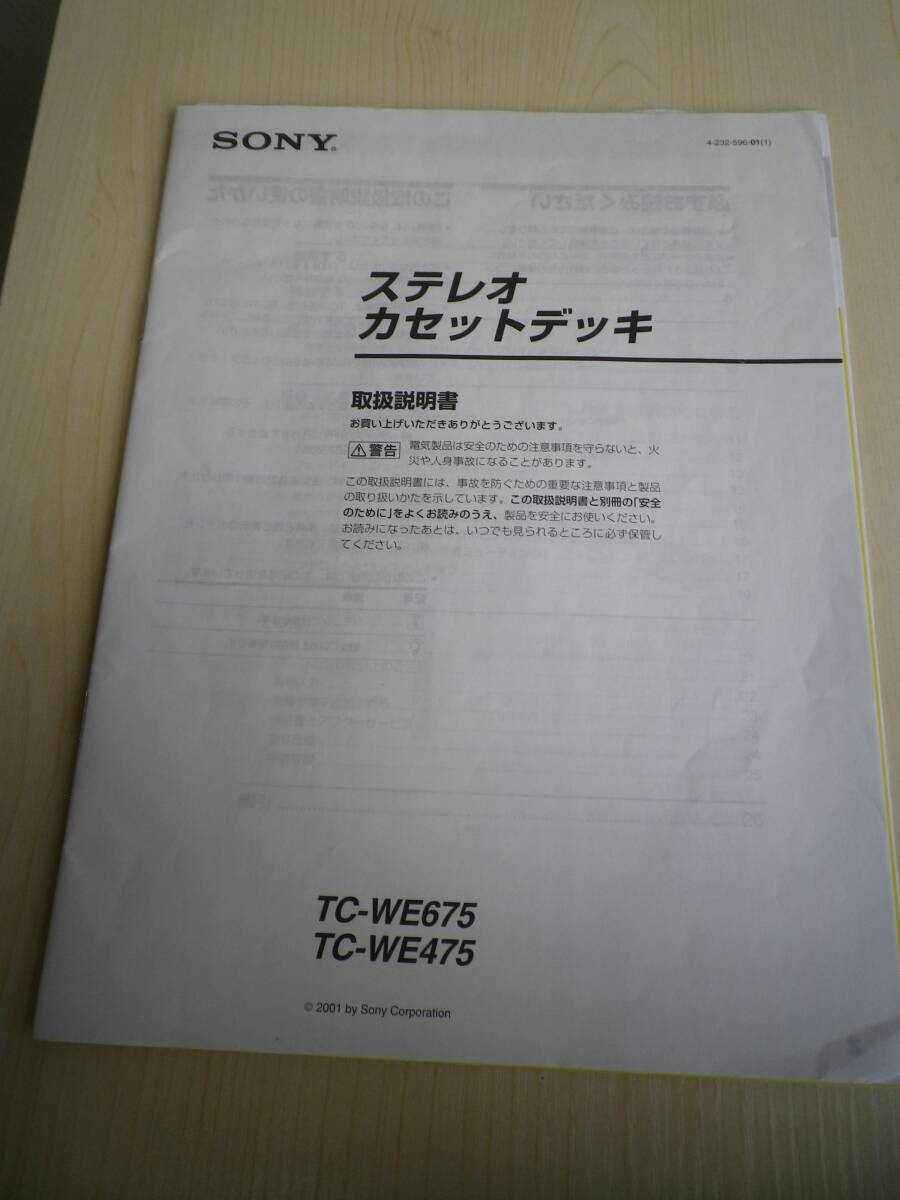 SONY®
4-232-596-01(1)
ステレオ
カセットデッキ
取扱説明書
お買い上げいただきありがとうございます。
⚠警告
電気製品は安全のための注意事項を守らないと、火
災や人身事故になることがあります。
この取扱説明書には、事故を防ぐための重要な注意事項と製品
の取り扱いかたを示しています。この取扱説明書と別冊の「安全
のために」をよくお読みのうえ、製品を安全にお使いください。
お読みになったあとは、いつでも見られるところに必ず保管し
てください。
TC-WE675
TC-WE475
© 2001 by Sony Corporation